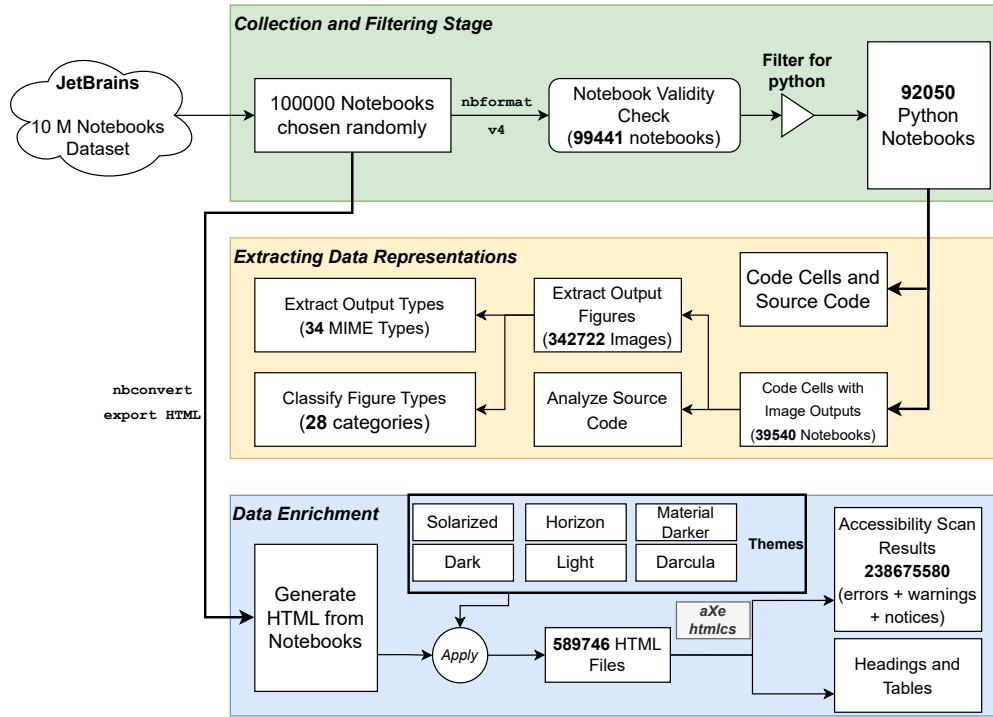 Collection and Filtering Stage
JetBrains
10 M Notebooks
Dataset
100000 Notebooks
chosen randomly
nbformat
v4
Notebook Validity
Check
(99441 notebooks)
Filter for
python
92050
Python
Notebooks
Extracting Data Representations
Extract Output Types
(34 MIME Types)
Extract Output
Figures
(342722 Images)
Code Cells and
Source Code
Classify Figure Types
(28 categories)
Analyze Source
Code
Code Cells with
Image Outputs
(39540 Notebooks)
nbconvert
export HTML
Data Enrichment
Solarized
Horizon
Material
Darker
Dark
Light
Darcula
Themes
Generate
HTML from
Notebooks
Apply
589746 HTML
Files
aXe
htmlcs
Accessibility Scan
Results
238675580
(errors + warnings
+ notices)
Headings and
Tables